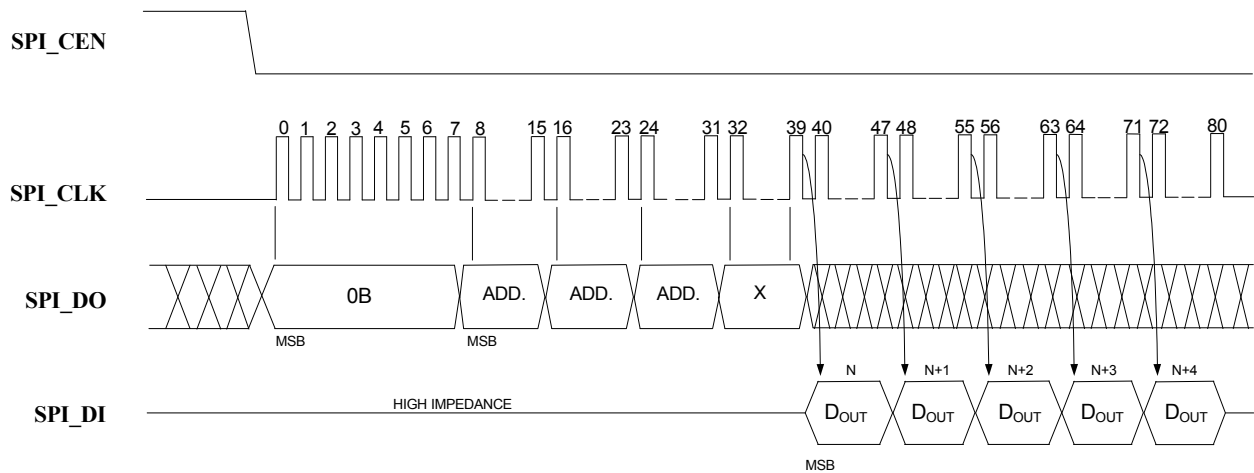 SPI_CEN
0 1 2 3 4 5 6 7 8 15 16 23 24 31 32 39 40 47 48 55 56 63 64 71 72 80
SPI_CLK
SPI_DO
0B ADD. ADD. ADD. X
MSB MSB
N N+1 N+2 N+3 N+4
SPI_DI
HIGH IMPEDANCE
DOUT DOUT DOUT DOUT DOUT
MSB